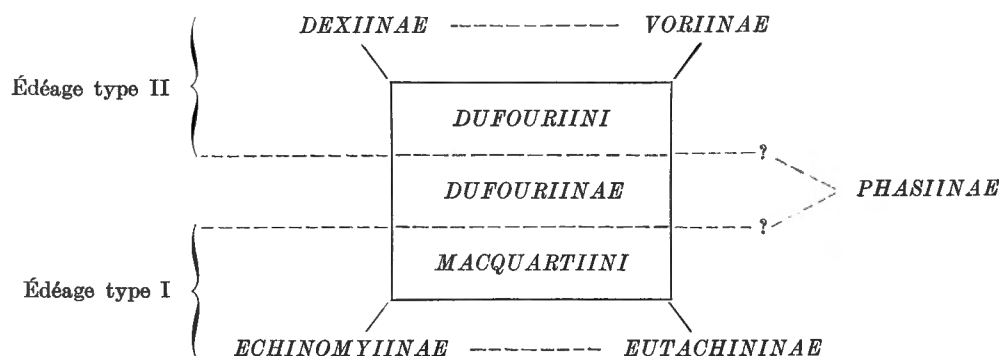 DEXIINAE VORIINAE
Édéage type II
DUFOURIINI
?
DUFOURIINAE PHASIINAE
?
MACQUARTIINI
Édéage type I
ECHINOMYIINAE EUTACHININAE